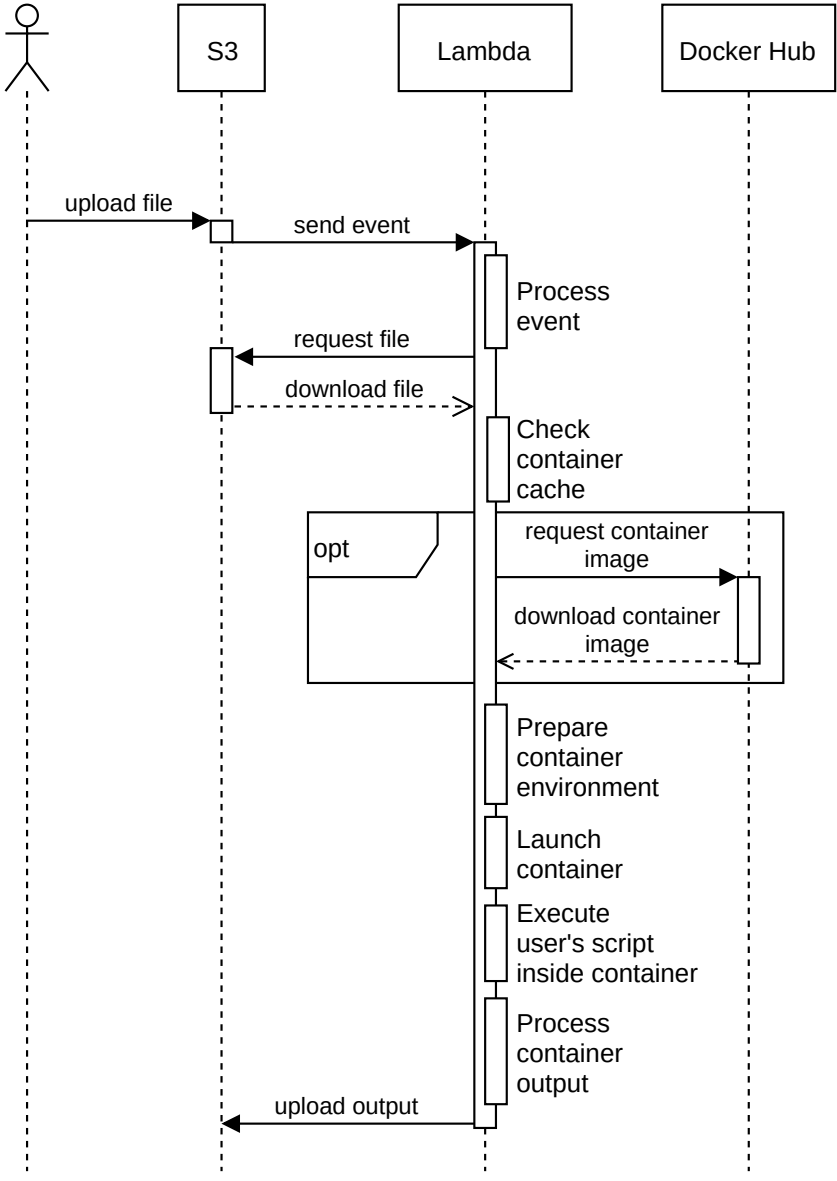 S3
Lambda
Docker Hub
upload file
send event
Process
event
request file
download file
Check
container
cache
opt
request container
image
download container
image
Prepare
container
environment
Launch
container
Execute
user's script
inside container
Process
container
output
upload output